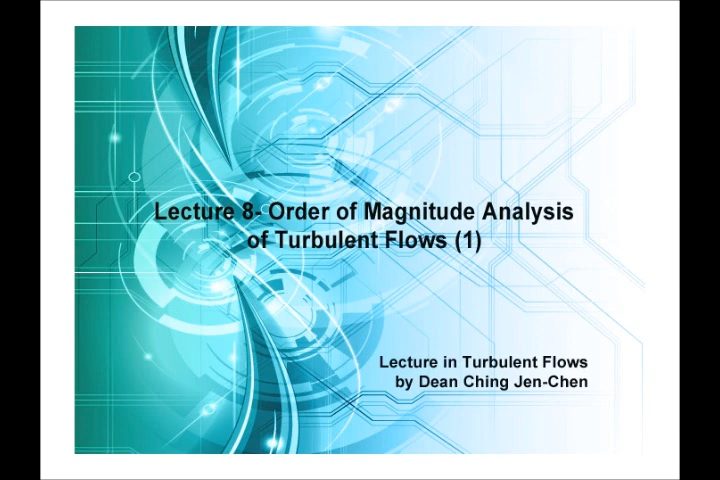 Lecture 8- Order of Magnitude Analysis
of Turbulent Flows (1)
Lecture in Turbulent Flows
by Dean Ching Jen-Chen